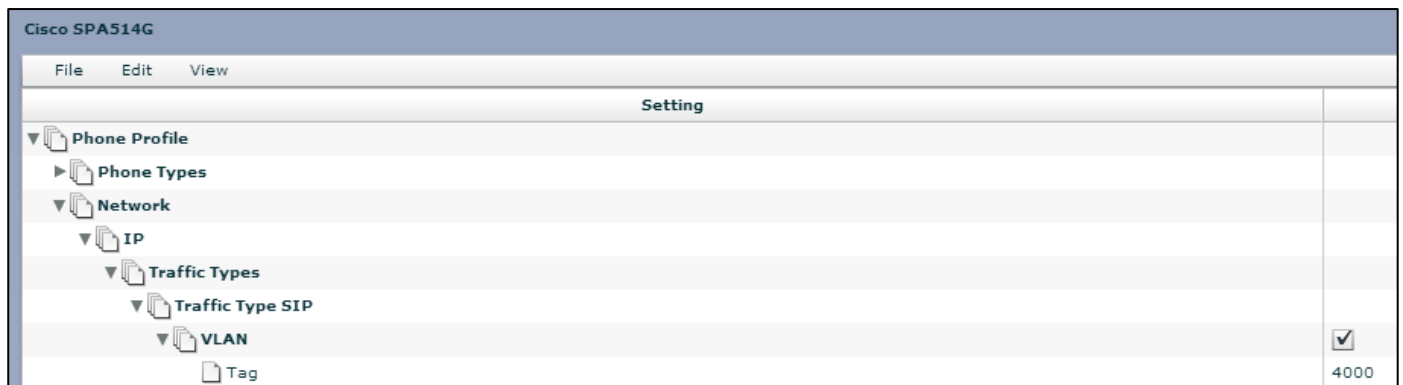 Cisco SPA514G
File Edit View
Setting
Phone Profile
Phone Types
Network
IP
Traffic Types
Traffic Type SIP
VLAN
Tag 4000